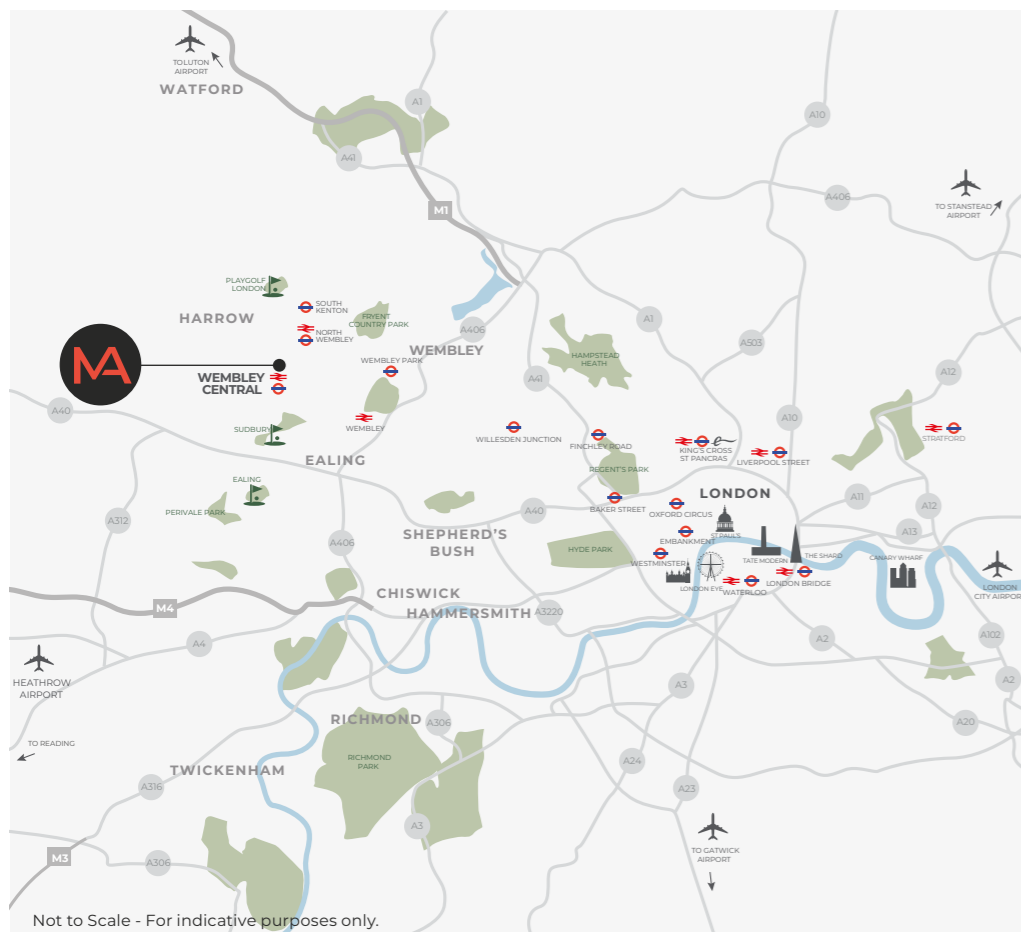 TO LUTON
AIRPORT
WATFORD
A1
A10
A41
TO STANSTEAD
AIRPORT
A406
M1
PLAYGOLF
LONDON
SOUTH
KENTON
HARROW
FRYENT
COUNTRY PARK
NORTH
WEMBLEY
A406
A1
A503
WEMBLEY
HAMPSTEAD
HEATH
MA
WEMBLEY PARK
WEMBLEY
CENTRAL
A41
A12
A40
A10
SUDBURY
WEMBLEY
WILLESDEN JUNCTION
FINCHLEY ROAD
KING'S CROSS
ST PANCRAS
LIVERPOOL STREET
STRATFORD
EALING
REGENT'S PARK
EALING
PERIVALE PARK
BAKER STREET
LONDON
OXFORD CIRCUS
A11
A12
A312
A40
A13
SHEPHERD'S
BUSH
A406
HYDE PARK
EMBANKMENT
ST PAUL'S
WESTMINSTER
TATE MODERN
THE SHARD
CANARY WHARF
LONDON EYE
WATERLOO
LONDON BRIDGE
LONDON
CITY AIRPORT
CHISWICK
M4
HAMMERSMITH
A3220
A4
A2
A102
HEATHROW
AIRPORT
A3
A2
RICHMOND
A306
A20
TO READING
RICHMOND
PARK
A24
TWICKENHAM
A316
A23
A3
TO GATWICK
AIRPORT
M3
A306
Not to Scale - For indicative purposes only.